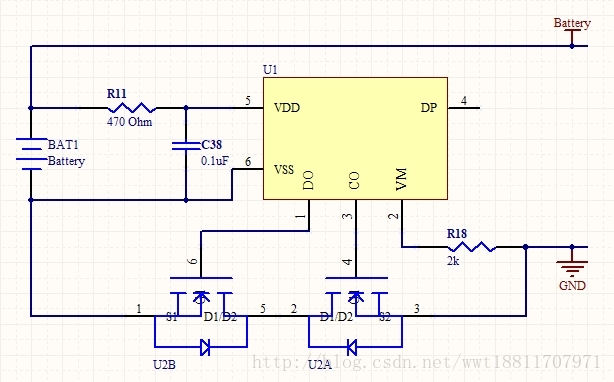 Battery
U1
R11
470 Ohm
5
VDD
DP
4
BAT1
Battery
C38
0.1uF
6
VSS
DO
CO
VM
1
3
2
R18
2k
GND
6
4
1
S1
D1/D2
5
2
D1/D2
S2
3
U2B
U2A
http://blog.csdn.net/wwt18811707971